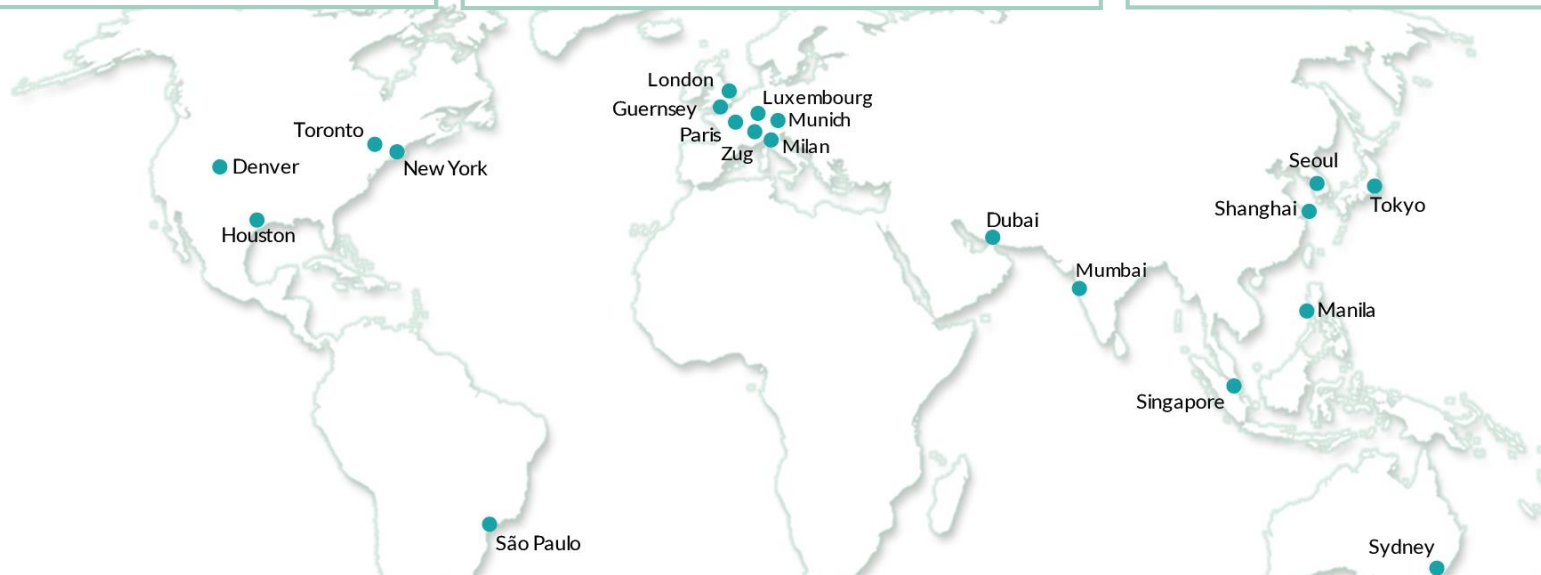 London
Luxembourg
Guernsey
Munich
Toronto
Paris
Milan
Zug
Denver
New York
Seoul
Tokyo
Shanghai
Dubai
Houston
Mumbai
Manila
Singapore
São Paulo
Sydney